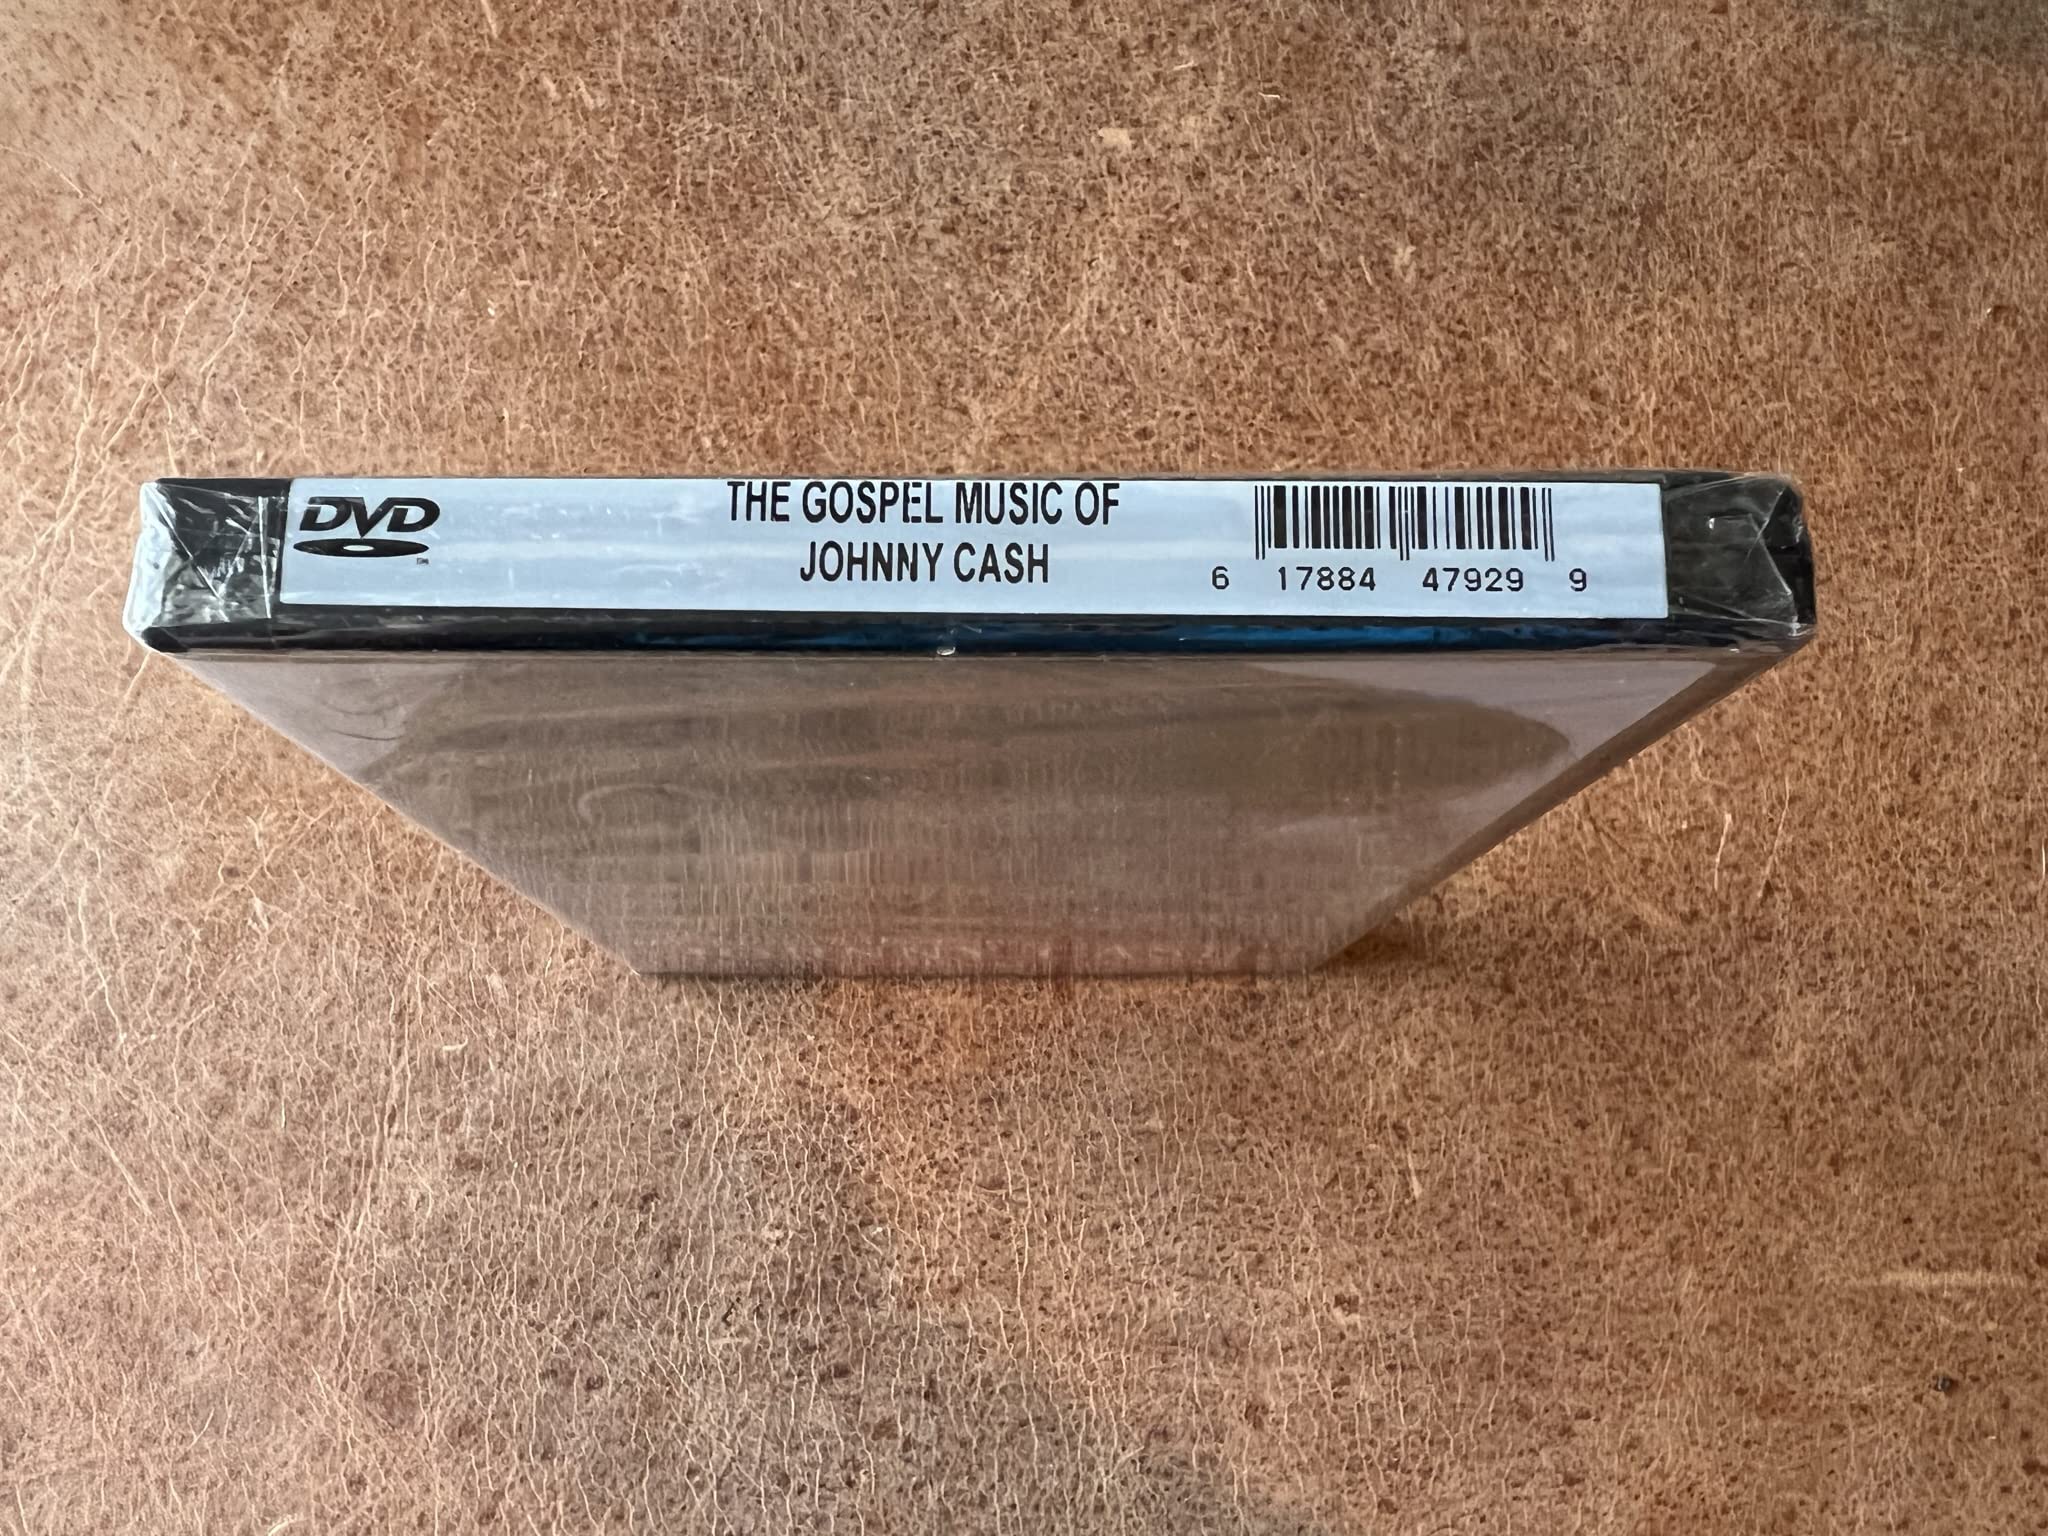 DVD
THE GOSPEL MUSIC OF
JOHNNY CASH
6 17884 47929 9